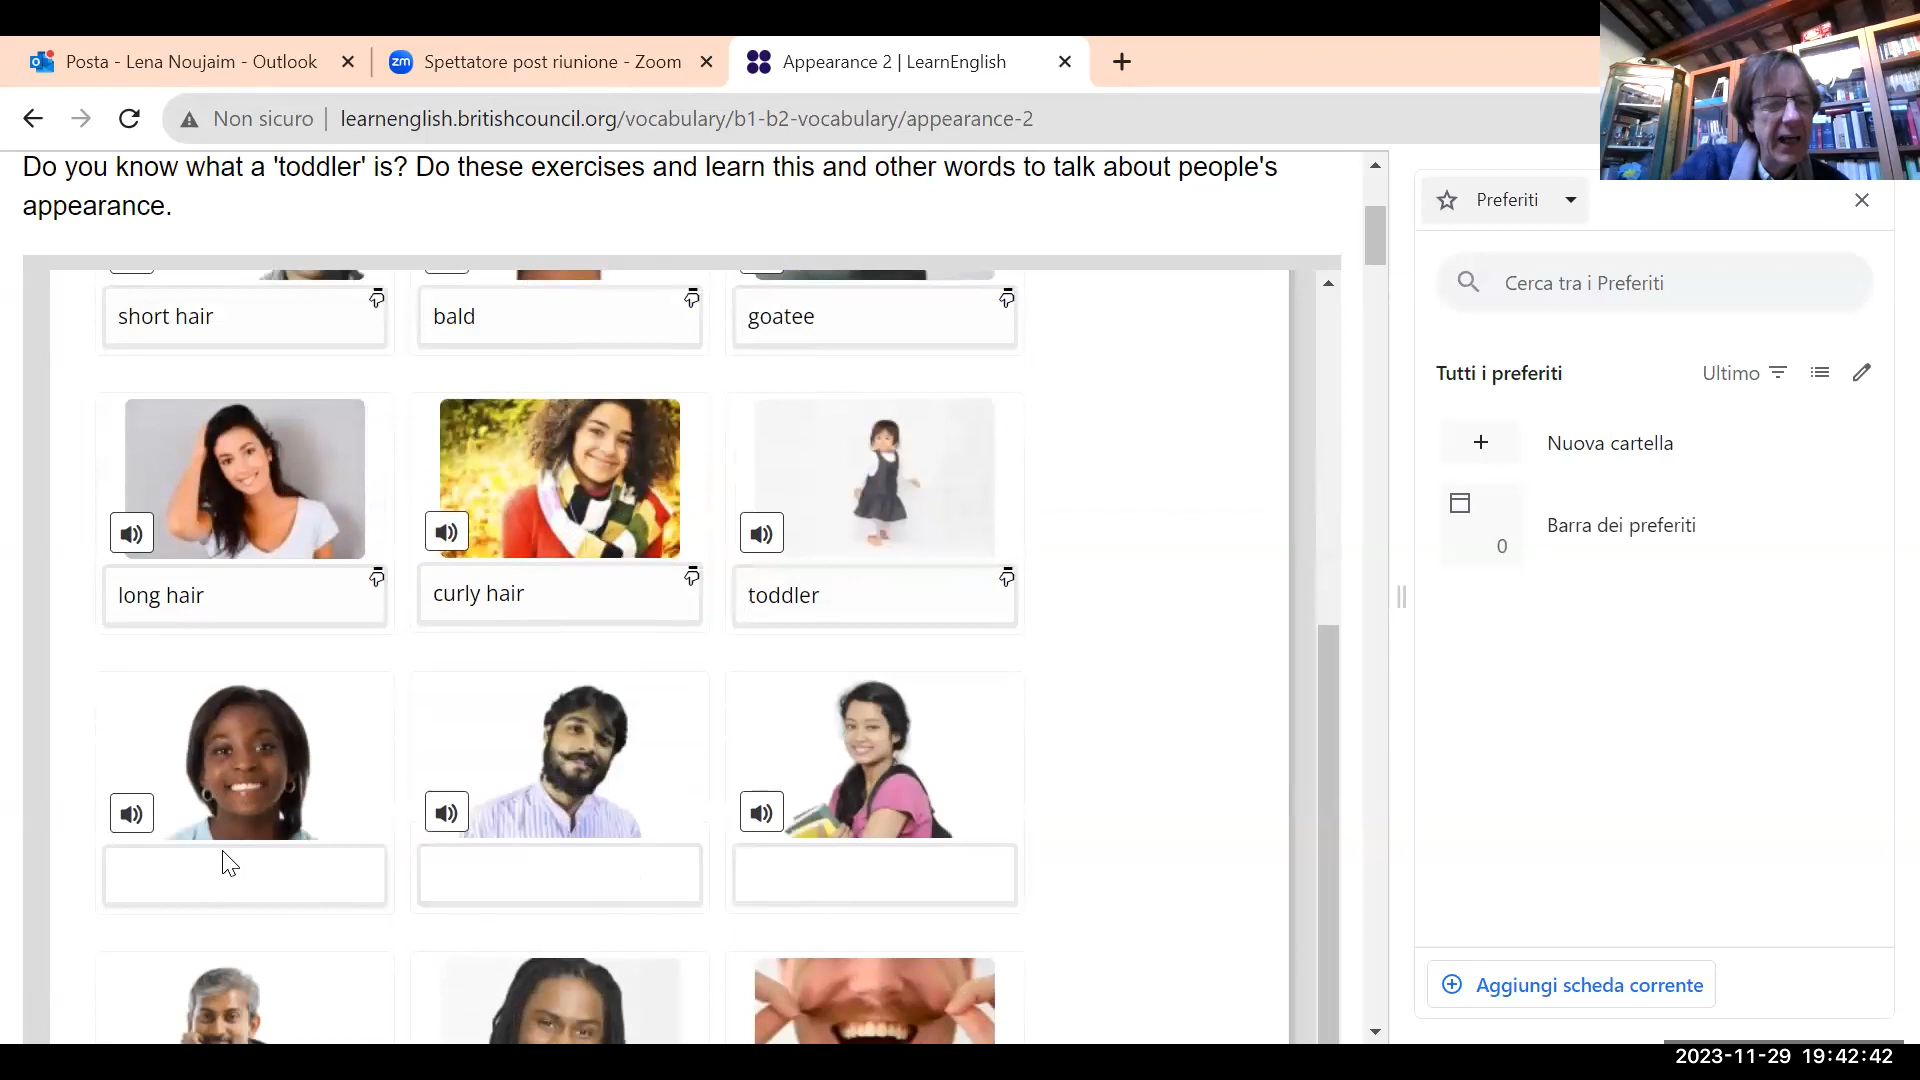 Posta - Lena Noujaim - Outlook
Spettatore post riunione - Zoom
Appearance 2 | LearnEnglish
Non sicuro
learnenglish.britishcouncil.org/vocabulary/b1-b2-vocabulary/appearance-2
Do you know what a 'toddler' is? Do these exercises and learn this and other words to talk about people's
appearance.
short hair
bald
goatee
long hair
curly hair
toddler
Preferiti
Cerca tra i Preferiti
Tutti i preferiti
Ultimo
Nuova cartella
0
Barra dei preferiti
Aggiungi scheda corrente
2023-11-29 19:42:42